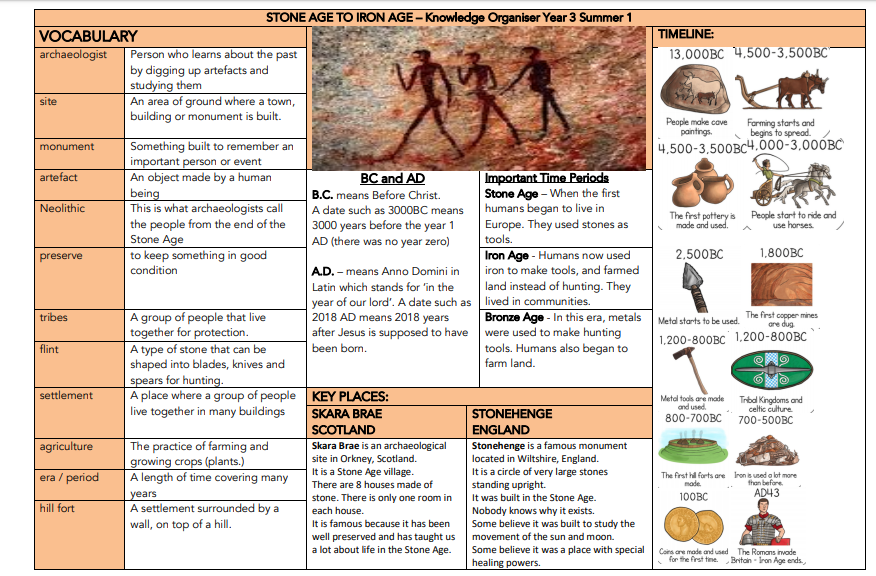 STONE AGE TO IRON AGE – Knowledge Organiser Year 3 Summer 1
VOCABULARY
archaeologist
Person who learns about the past
by digging up artefacts and
studying them
site
An area of ground where a town,
building or monument is built.
monument
Something built to remember an
important person or event
artefact
An object made by a human
being
Neolithic
This is what archaeologists call
the people from the end of the
Stone Age
preserve
to keep something in good
condition
tribes
A group of people that live
together for protection.
flint
A type of stone that can be
shaped into blades, knives and
spears for hunting.
settlement
A place where a group of people
live together in many buildings
agriculture
The practice of farming and
growing crops (plants.)
era / period
A length of time covering many
years
hill fort
A settlement surrounded by a
wall, on top of a hill.
BC and AD
B.C. means Before Christ.
A date such as 3000BC means
3000 years before the year 1
AD (there was no year zero)
A.D. – means Anno Domini in
Latin which stands for ‘in the
year of our lord’. A date such as
2018 AD means 2018 years
after Jesus is supposed to have
been born.
Important Time Periods
Stone Age – When the first
humans began to live in
Europe. They used stones as
tools.
Iron Age - Humans now used
iron to make tools, and farmed
land instead of hunting. They
lived in communities.
Bronze Age - In this era, metals
were used to make hunting
tools. Humans also began to
farm land.
KEY PLACES:
SKARA BRAE
SCOTLAND
Skara Brae is an archaeological
site in Orkney, Scotland.
It is a Stone Age village.
There are 8 houses made of
stone. There is only one room in
each house.
It is famous because it has been
well preserved and has taught us
a lot about life in the Stone Age.
STONEHENGE
ENGLAND
Stonehenge is a famous monument
located in Wiltshire, England.
It is a circle of very large stones
standing upright.
It was built in the Stone Age.
Nobody knows why it exists.
Some believe it was built to study the
movement of the sun and moon.
Some believe it was a place with special
healing powers.
TIMELINE:
13,000BC
People make cave
paintings.
4,500-3,500BC
Farming starts and
begins to spread.
4,500-3,500BC
The first pottery is
made and used.
4,000-3,000BC
People start to ride and
use horses.
2,500BC
Metal starts to be used.
1,800BC
The first copper mines
are dug.
1,200-800BC
Metal tools are made
and used.
1,200-800BC
Tribal Kingdoms and
celtic culture.
800-700BC
The first hill forts are
made.
700-500BC
Iron is used a lot more
than before.
100BC
Coins are made and used
for the first time.
AD43
The Romans invade
Britain - Iron Age ends.